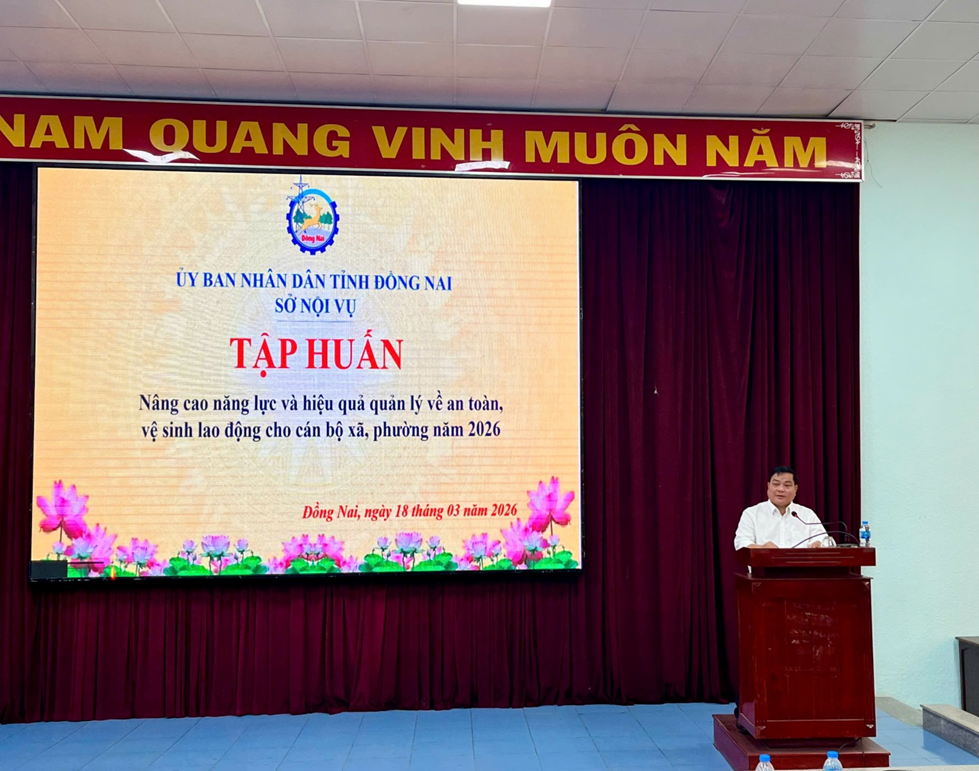 NAM QUANG VINH MUÔN NĂM
Đồng Nai
ỦY BAN NHÂN DÂN TỈNH ĐỒNG NAI
SỞ NỘI VỤ
TẬP HUẤN
Nâng cao năng lực và hiệu quả quản lý về an toàn,
vệ sinh lao động cho cán bộ xã, phường năm 2026
Đồng Nai, ngày 18 tháng 03 năm 2026